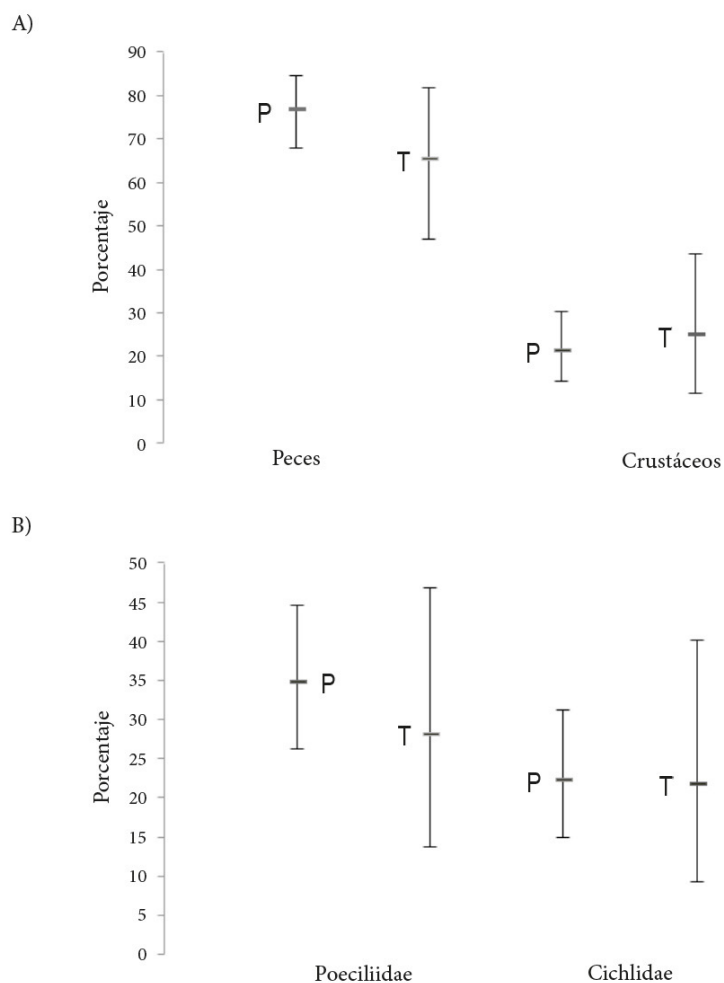 A)
Porcentaje
90
80
70
60
50
40
30
20
10
0
P
T
P
T
Peces
Crustáceos
B)
Porcentaje
50
45
40
35
30
25
20
15
10
5
0
P
T
P
T
Poeciliidae
Cichlidae